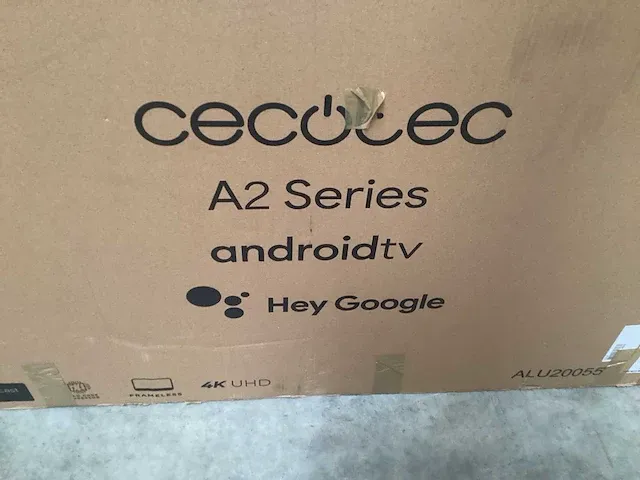 cecotec
A2 Series
androidtv
Hey Google
FRAMELESS
4K UHD
ALU20055